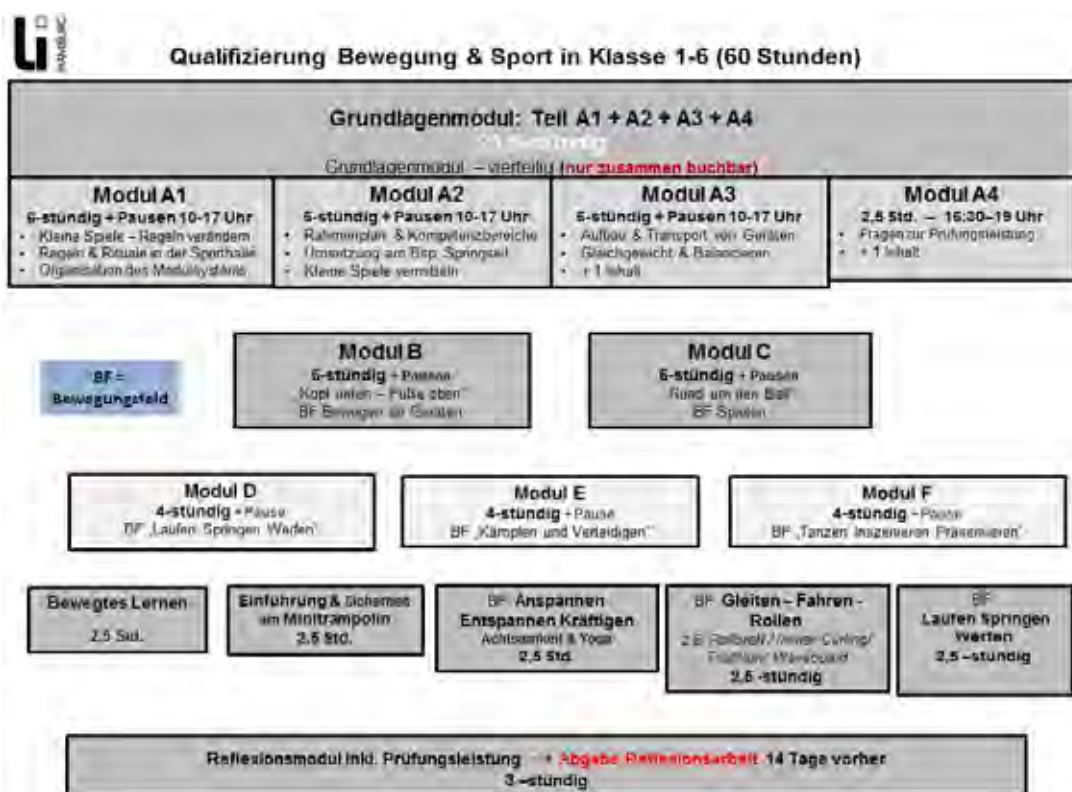 Li
HAMBURG
Qualifizierung Bewegung & Sport in Klasse 1-6 (60 Stunden)
Grundlagenmodul: Teil A1 + A2 + A3 + A4
Grundlagenmodul – vierteilig (nur zusammen buchbar)
Modul A1
6-stündig + Pausen 10-17 Uhr
• Kleine Spiele – Regeln verändern
• Regeln & Rituale in der Sporthalle
• Organisation des Modulsystems
Modul A2
6-stündig + Pausen 10-17 Uhr
• Rahmenplan & Kompetenzbereiche
• Umsetzung am Bsp. Springseil
• Kleine Spiele vermitteln
Modul A3
6-stündig + Pausen 10-17 Uhr
• Aufbau & Transport von Geräten
• Gleichgewicht & Balancieren
• + 1 Inhalt
Modul A4
2,5 Std. – 16:30–19 Uhr
• Fragen zur Prüfungsleistung
• + 1 Inhalt
BF =
Bewegungsfeld
Modul B
6-stündig + Pausen
Kopf unten – Füße oben"
BF Bewegen an Geräten
Modul C
6-stündig + Pausen
"Rund um den Ball"
BF Spielen
Modul D
4-stündig + Pause
BF „Laufen Springen Werfen"
Modul E
4-stündig + Pause
BF „Kämpfen und Verteidigen"
Modul F
4-stündig + Pause
BF „Tanzen Inszenieren Präsentieren"
Bewegtes Lernen
2,5 Std.
Einführung & Sicherheit
am Minitrampolin
2,5 Std.
BF Anspannen
Entspannen Kräftigen
Achtsamkeit & Yoga
2,5 Std.
BF Gleiten – Fahren -
Rollen
z.B. Rollbrett/ Curling/
Waveboard
2,5 -stündig
BF
Laufen Springen
Werfen
2,5 –stündig
Reflexionsmodul inkl. Prüfungsleistung → Abgabe Reflexionsarbeit 14 Tage vorher
3 –stündig